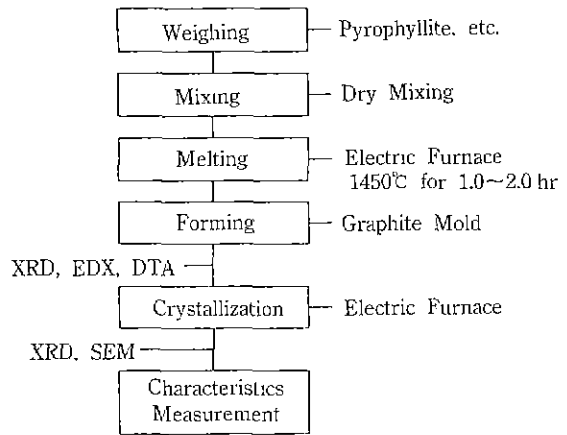 Weighing
Pyrophyllite, etc.
Mixing
Dry Mixing
Melting
Electric Furnace
1450℃ for 1.0~2.0 hr
Forming
Graphite Mold
XRD, EDX, DTA
Crystallization
Electric Furnace
XRD, SEM
Characteristics
Measurement